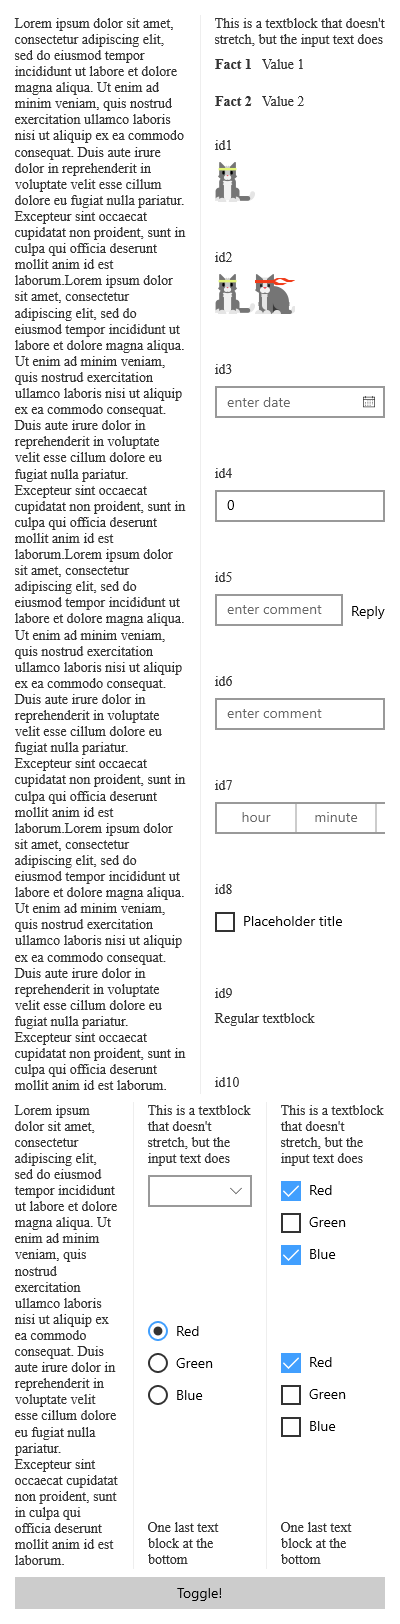 Lorem ipsum dolor sit amet,
consectetur adipiscing elit,
sed do eiusmod tempor
incididunt ut labore et dolore
magna aliqua. Ut enim ad
minim veniam, quis nostrud
exercitation ullamco laboris
nisi ut aliquip ex ea commodo
consequat. Duis aute irure
dolor in reprehenderit in
voluptate velit esse cillum
dolore eu fugiat nulla pariatur.
Excepteur sint occaecat
cupidatat non proident, sunt in
culpa qui officia deserunt
mollit anim id est
laborum.Lorem ipsum dolor
sit amet, consectetur
adipiscing elit, sed do
eiusmod tempor incididunt ut
labore et dolore magna aliqua.
Ut enim ad minim veniam,
quis nostrud exercitation
ullamco laboris nisi ut aliquip
ex ea commodo consequat.
Duis aute irure dolor in
reprehenderit in voluptate
velit esse cillum dolore eu
fugiat nulla pariatur.
Excepteur sint occaecat
cupidatat non proident, sunt in
culpa qui officia deserunt
mollit anim id est
laborum.Lorem ipsum dolor
sit amet, consectetur
adipiscing elit, sed do
eiusmod tempor incididunt ut
labore et dolore magna aliqua.
Ut enim ad minim veniam,
quis nostrud exercitation
ullamco laboris nisi ut aliquip
ex ea commodo consequat.
Duis aute irure dolor in
reprehenderit in voluptate
velit esse cillum dolore eu
fugiat nulla pariatur.
Excepteur sint occaecat
cupidatat non proident, sunt in
culpa qui officia deserunt
mollit anim id est
laborum.Lorem ipsum dolor
sit amet, consectetur
adipiscing elit, sed do
eiusmod tempor incididunt ut
labore et dolore magna aliqua.
Ut enim ad minim veniam,
quis nostrud exercitation
ullamco laboris nisi ut aliquip
ex ea commodo consequat.
Duis aute irure dolor in
reprehenderit in voluptate
velit esse cillum dolore eu
fugiat nulla pariatur.
Excepteur sint occaecat
cupidatat non proident, sunt in
culpa qui officia deserunt
mollit anim id est laborum.
This is a textblock that doesn't
stretch, but the input text does
Fact 1 Value 1
Fact 2 Value 2
id1
id2
id3
enter date
id4
0
id5
enter comment Reply
id6
enter comment
id7
hour minute
id8
Placeholder title
id9
Regular textblock
id10
Lorem ipsum
dolor sit amet,
consectetur
adipiscing elit,
sed do eiusmod
tempor incididunt
ut labore et dolore
magna aliqua. Ut
enim ad minim
veniam, quis
nostrud
exercitation
ullamco laboris
nisi ut aliquip ex
ea commodo
consequat. Duis
aute irure dolor in
reprehenderit in
voluptate velit
esse cillum dolore
eu fugiat nulla
pariatur.
Excepteur sint
occaecat cupidatat
non proident, sunt
in culpa qui
officia deserunt
mollit anim id est
laborum.
This is a textblock
that doesn't
stretch, but the
input text does
Red
Green
Blue
One last text
block at the
bottom
This is a textblock
that doesn't
stretch, but the
input text does
Red
Green
Blue
Red
Green
Blue
One last text
block at the
bottom
Toggle!